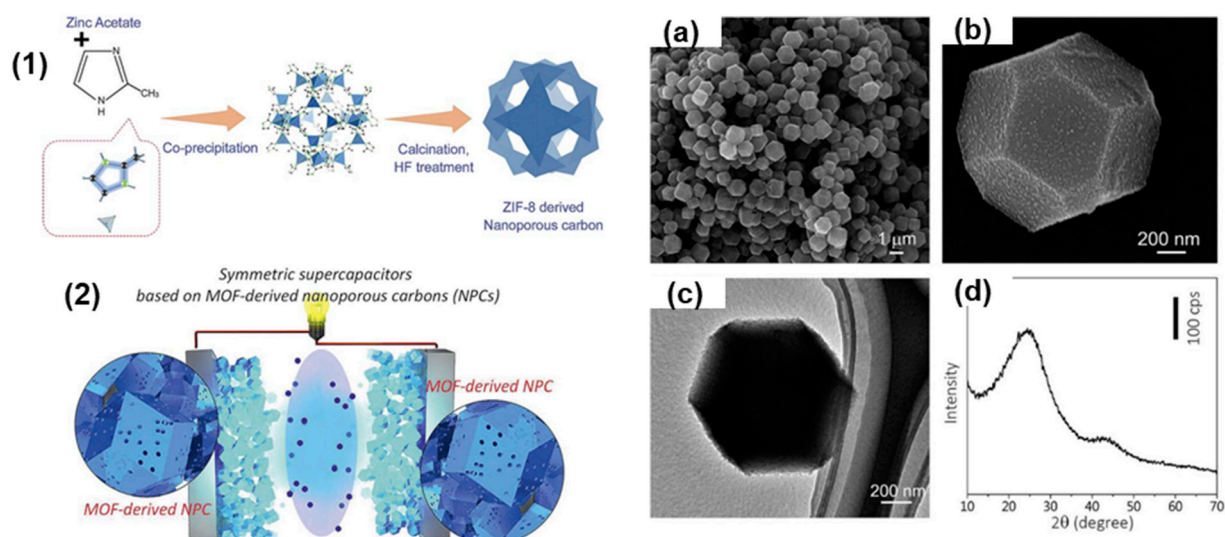 (1)
Zinc Acetate
+
N
N
H
CH₃
Co-precipitation
Calcination,
HF treatment
ZIF-8 derived
Nanoporous carbon
(2)
Symmetric supercapitors
based on MOF-derived nanoporous carbons (NPCs)
MOF-derived NPC
MOF-derived NPC
(a)
1 μm
(b)
200 nm
(c)
200 nm
(d)
100 cps
Intensity
10 20 30 40 50 60 70
2θ (degree)